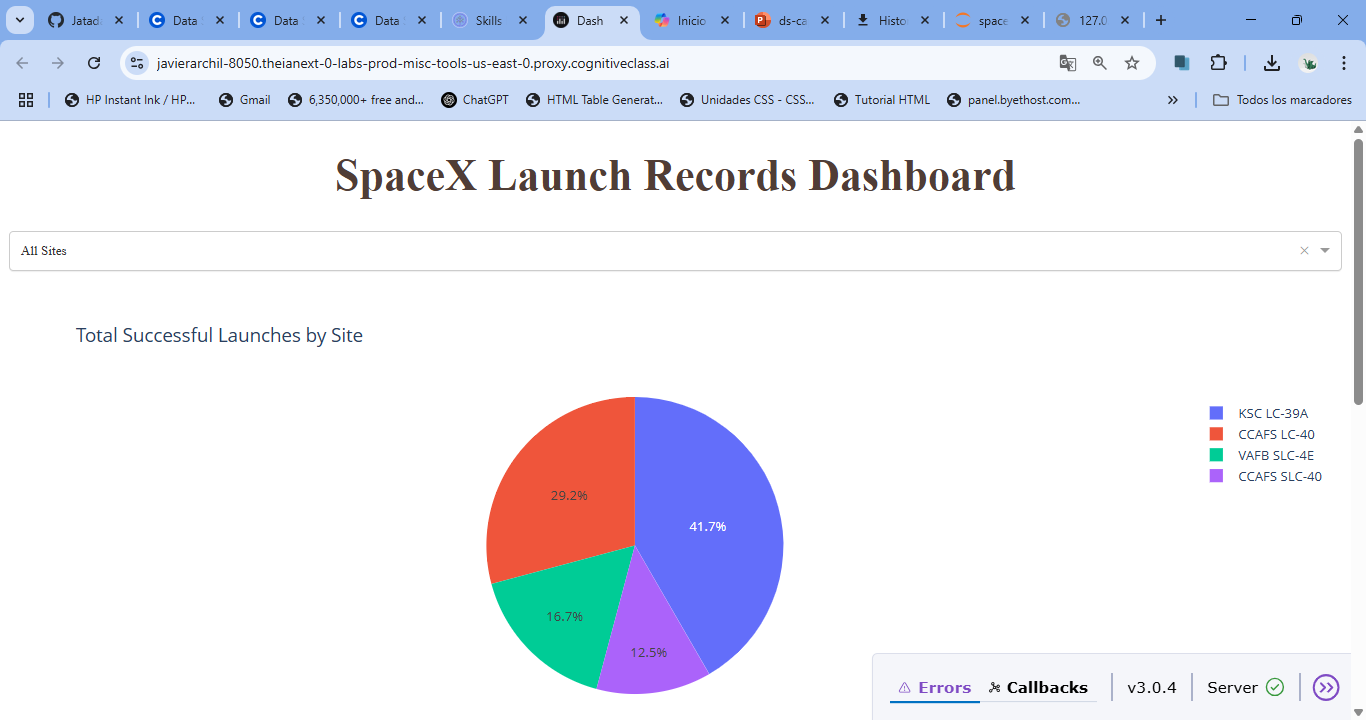 Jatad
Data
Data
Data
Skills
Dash
Inicio
ds-ca
Histo
space
127.0
javierarchil-8050.theianext-0-labs-prod-misc-tools-us-east-0.proxy.cognitiveclass.ai
HP Instant Ink / HP...
Gmail
6,350,000+ free and...
ChatGPT
HTML Table Generat...
Unidades CSS - CSS...
Tutorial HTML
panel.byethost.com...
»
Todos los marcadores
SpaceX Launch Records Dashboard
All Sites
Total Successful Launches by Site
KSC LC-39A
CCAFS LC-40
VAFB SLC-4E
CCAFS SLC-40
29.2%
41.7%
16.7%
12.5%
Errors
Callbacks
v3.0.4
Server